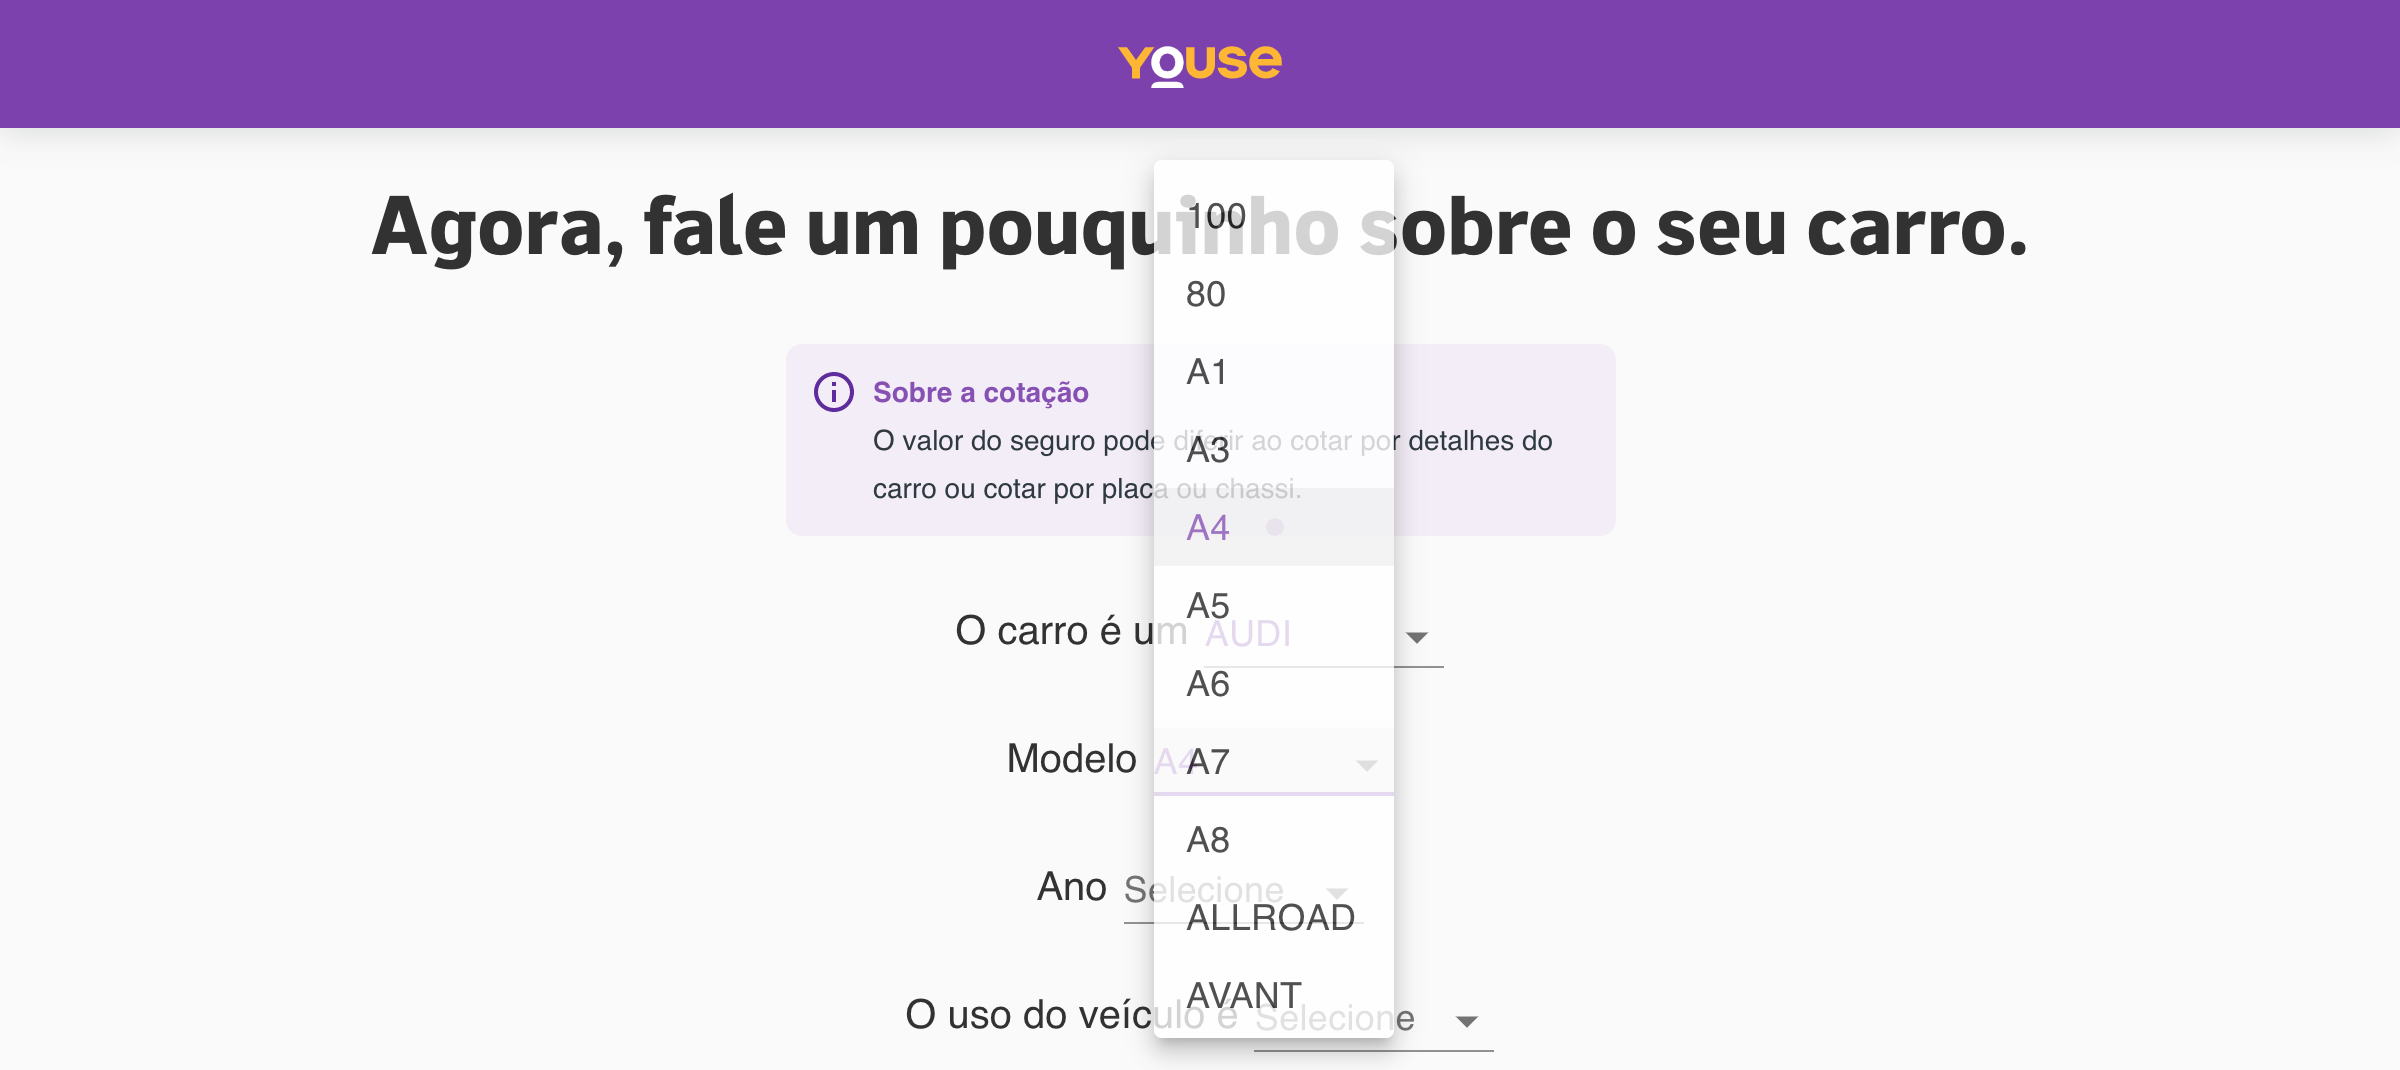 YOUSE
Agora, fale um pouquinho sobre o seu carro.
Sobre a cotação
O valor do seguro pode diferir ao cotar por detalhes do
carro ou cotar por placa ou chassi.
O carro é um AUDI
Modelo A4
Ano Selecione
O uso do veículo é Selecione
100
80
A1
A3
A4
A5
A6
A7
A8
ALLROAD
AVANT